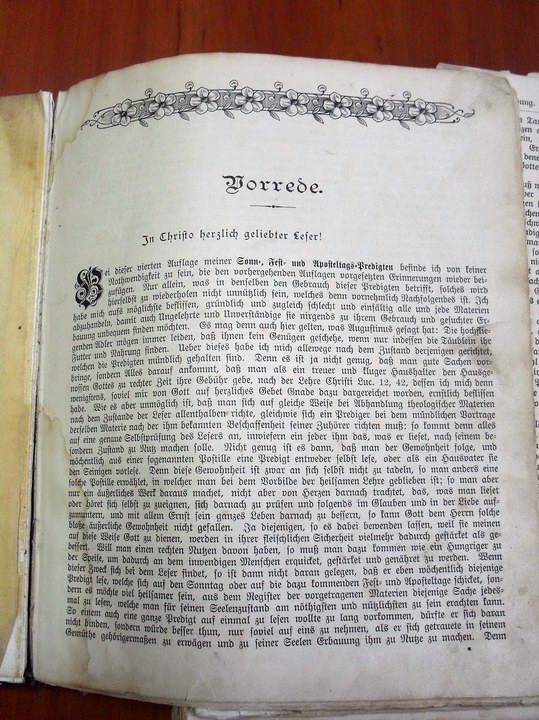 Vorrede.
In Christo herzlich geliebter Leser!
Bei dieser vierten Auflage meiner Sonn-, Fest- und Aposteltags-Predigten befinde ich von keiner
Nothwendigkeit zu sein, die den vorhergehenden Auflagen vorgesetzten Erinnerungen wieder bei-
zufügen. Nur allein, was in denselben den Gebrauch dieser Predigten betrifft, solches wird
hierselbst zu wiederholen nicht unnützlich sein, welches denn vornehmlich Nachfolgendes ist. Ich
habe mich aufs möglichste beflissen, gründlich und zugleich schlecht und einfältig alle und jede Materien
abzuhandeln, damit auch Ungelehrte und Unverständige sie nirgends zu ihrem Gebrauch und gesuchter Er-
bauung unbequem finden möchten. Es mag denn auch hier gelten, was Augustinus gesagt hat: Die hochflie-
genden Adler mögen immer leiden, daß ihnen kein Genügen geschehe, wenn nur indessen die Täublein ihr
Futter und Nahrung finden. Ueber dieses habe ich mich allewege nach dem Zustand derjenigen gerichtet,
welchen die Predigten mündlich gehalten sind. Denn es ist ja nicht genug, daß man gute Sachen vor-
bringe, sondern Alles darauf ankommt, daß man als ein treuer und kluger Haushalter den Hausge-
nossen Gottes zu rechter Zeit ihre Gebühr gebe, nach der Lehre Christi Luc. 12, 42, dessen ich mich denn
wenigstens, soviel mir von Gott auf herzliches Gebet Gnade dazu dargereicht worden, ernstlich beflissen
habe. Wie es aber unmöglich ist, daß man sich auf gleiche Weise bei Abhandlung theologischer Materien
nach dem Zustande der Leser allenthalben richte, gleichwie sich ein Prediger bei dem mündlichen Vortrage
derselben Materie nach der ihm bekannten Beschaffenheit seiner Zuhörer richten muß: so kommt denn alles
auf eine genaue Selbstprüfung des Lesers an, inwiefern ein jeder ihm das, was er lieset, nach seinem be-
sondern Zustand zu Nutz machen solle. Nicht genug ist es dann, daß man der Gewohnheit folge, und
wöchentlich aus einer bekannten Postille eine Predigt entweder selbst lese, oder als ein Hausvater sie
den Seinigen vorlese. Denn diese Gewohnheit ist zwar an sich selbst nicht zu tadeln, so man anders eine
solche Postille erwählet, in welcher man bei dem Vorbilde der heilsamen Lehre geblieben ist; so man aber
nur ein äußerliches Werk daraus machet, nicht aber von Herzen darnach trachtet, das, was man lieset
oder höret sich selbst zu zueignen, sich darnach zu prüfen und folgends im Glauben und in der Liebe auf-
zumuntern, und mit allem Ernst sein ganzes Leben darnach zu bessern, so kann Gott dem Herrn solche
bloße äußerliche Gewohnheit nicht gefallen. Ja diejenigen, so es dabei bewenden lassen, weil sie meinen
auf diese Weise Gott zu dienen, werden in ihrer fleischlichen Sicherheit vielmehr dadurch gestärkt als ge-
bessert. Will man einen rechten Nutzen davon haben, so muß man dazu kommen wie ein Hungriger zu
der Speise, um dadurch an dem inwendigen Menschen erquicket, gestärket und genähret zu werden. Wenn
dieser Zweck sich bei dem Leser findet, so ist dann nicht daran gelegen, daß er eben wöchentlich diejenige
Predigt lese, welche sich auf den Sonntag oder auf die dazu kommenden Fest- und Aposteltage schicket, son-
dern es möchte viel heilsamer sein, aus dem Register der vorgetragenen Materien diejenige Sache jedes-
mal zu lesen, welche man für seinen Seelenzustand am nöthigsten und nützlichsten zu sein erachten kann.
So einem auch eine ganze Predigt auf einmal zu lesen wollte zu lang vorkommen, dürfte er sich daran
nicht binden, sondern würde besser thun, nur soviel auf eins zu nehmen, als er sich getrauete in seinem
Gemüthe gehörigermaßen zu erwägen und zu seiner Seelen Erbauung ihm zu Nutze zu machen. Denn